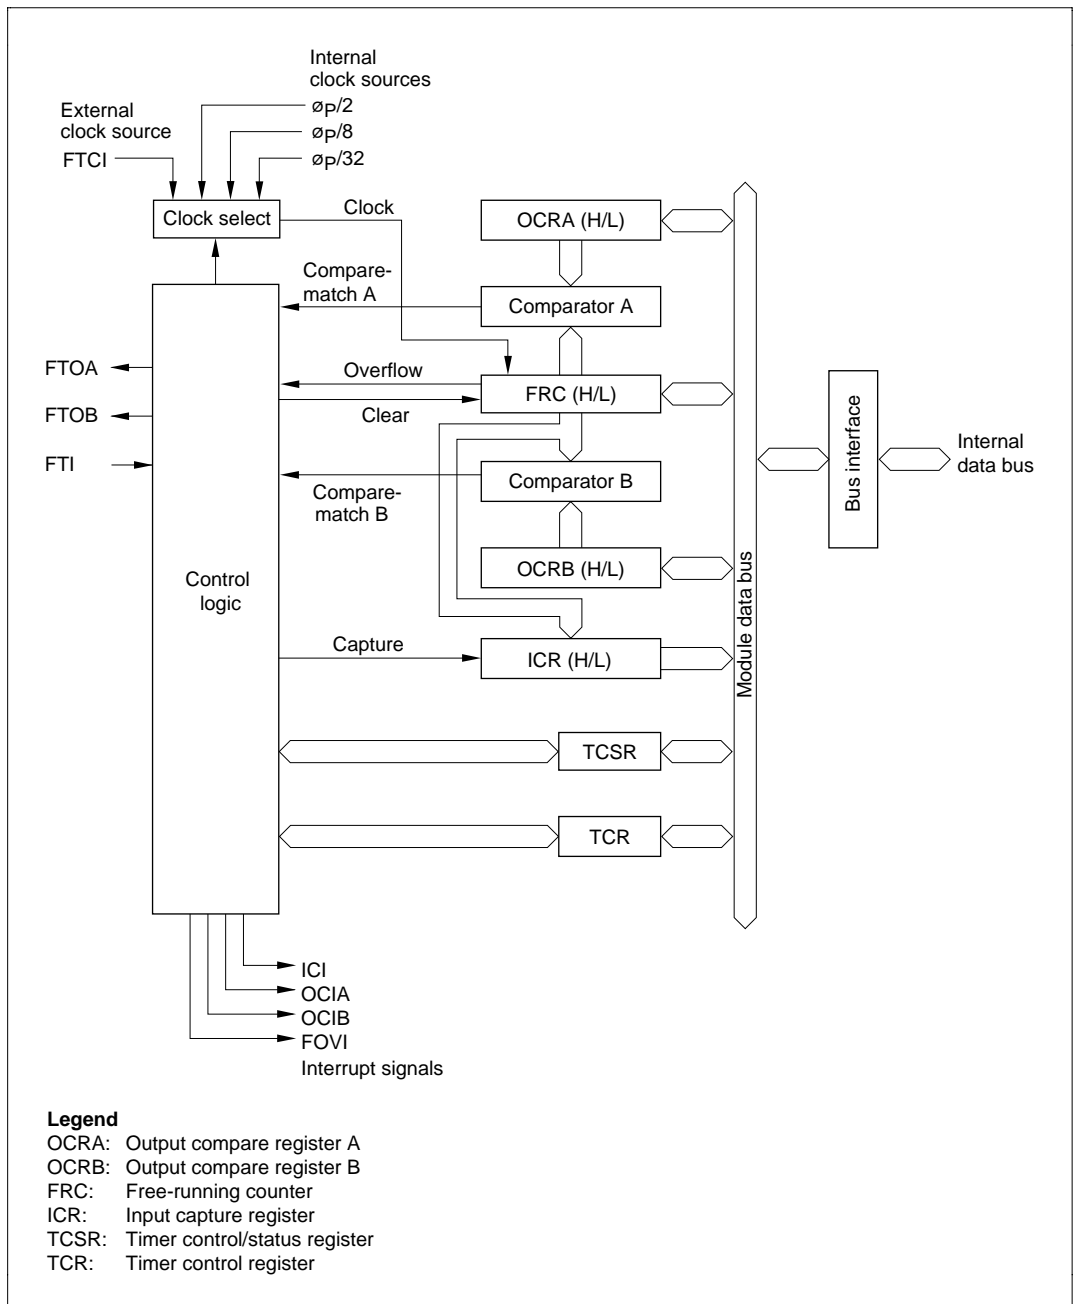 Internal
clock sources
øP/2
øP/8
øP/32
External
clock source
FTCI
Clock select
Clock
OCRA (H/L)
Compare-
match A
Comparator A
FTOA
Overflow
FRC (H/L)
FTOB
Clear
FTI
Comparator B
Compare-
match B
Bus interface
Internal
data bus
Control
logic
OCRB (H/L)
Module data bus
Capture
ICR (H/L)
TCSR
TCR
ICI
OCIA
OCIB
FOVI
Interrupt signals
Legend
OCRA: Output compare register A
OCRB: Output compare register B
FRC: Free-running counter
ICR: Input capture register
TCSR: Timer control/status register
TCR: Timer control register